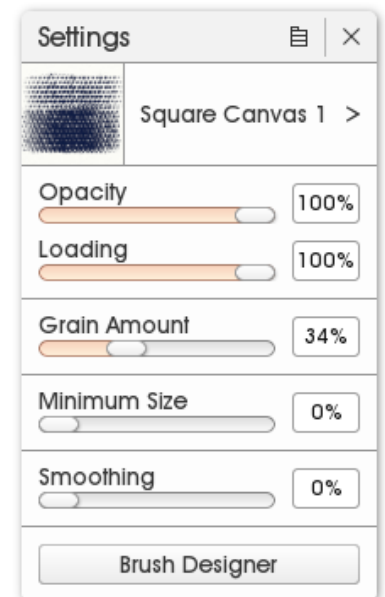 Settings
Square Canvas 1 >
Opacity
100%
Loading
100%
Grain Amount
34%
Minimum Size
0%
Smoothing
0%
Brush Designer